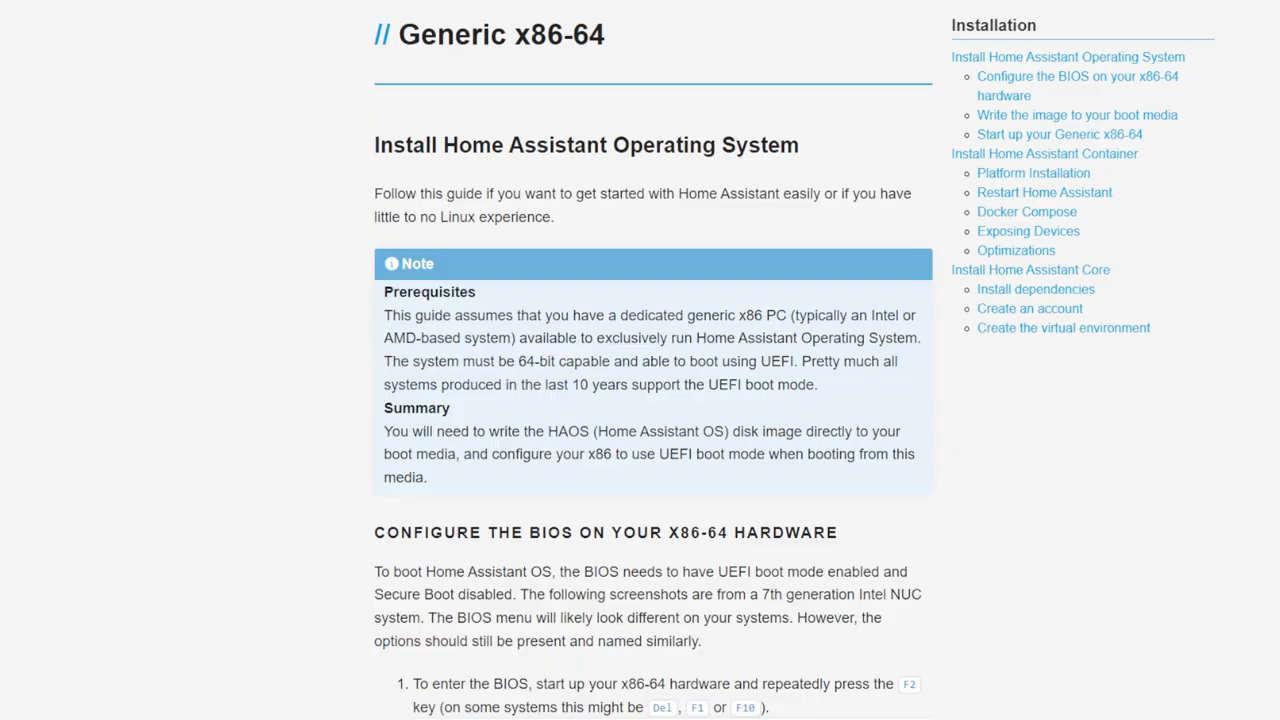 // Generic x86-64
Install Home Assistant Operating System
Follow this guide if you want to get started with Home Assistant easily or if you have
little to no Linux experience.
Note
Prerequisites
This guide assumes that you have a dedicated generic x86 PC (typically an Intel or
AMD-based system) available to exclusively run Home Assistant Operating System.
The system must be 64-bit capable and able to boot using UEFI. Pretty much all
systems produced in the last 10 years support the UEFI boot mode.
Summary
You will need to write the HAOS (Home Assistant OS) disk image directly to your
boot media, and configure your x86 to use UEFI boot mode when booting from this
media.
CONFIGURE THE BIOS ON YOUR X86-64 HARDWARE
To boot Home Assistant OS, the BIOS needs to have UEFI boot mode enabled and
Secure Boot disabled. The following screenshots are from a 7th generation Intel NUC
system. The BIOS menu will likely look different on your systems. However, the
options should still be present and named similarly.
1. To enter the BIOS, start up your x86-64 hardware and repeatedly press the F2
key (on some systems this might be Del, F1 or F10).
Installation
Install Home Assistant Operating System
Configure the BIOS on your x86-64
hardware
Write the image to your boot media
Start up your Generic x86-64
Install Home Assistant Container
Platform Installation
Restart Home Assistant
Docker Compose
Exposing Devices
Optimizations
Install Home Assistant Core
Install dependencies
Create an account
Create the virtual environment